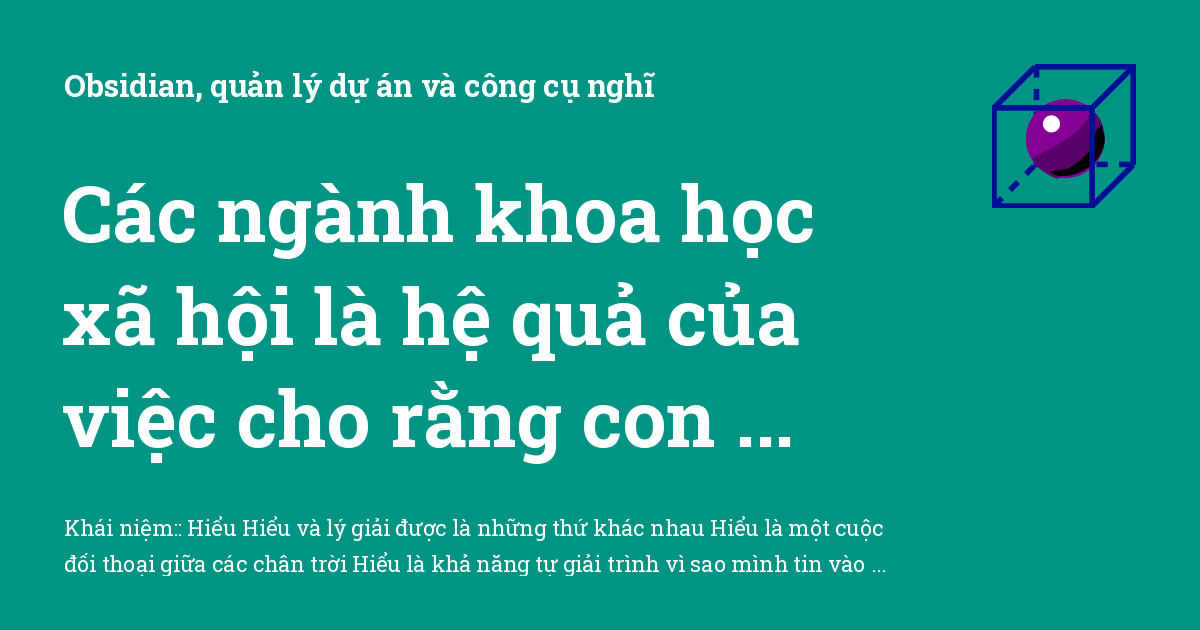 Obsidian, quản lý dự án và công cụ nghĩ
Các ngành khoa học
xã hội là hệ quả của
việc cho rằng con ...
Khái niệm:: Hiểu Hiểu và lý giải được là những thứ khác nhau Hiểu là một cuộc
đối thoại giữa các chân trời Hiểu là khả năng tự giải trình vì sao mình tin vào ...